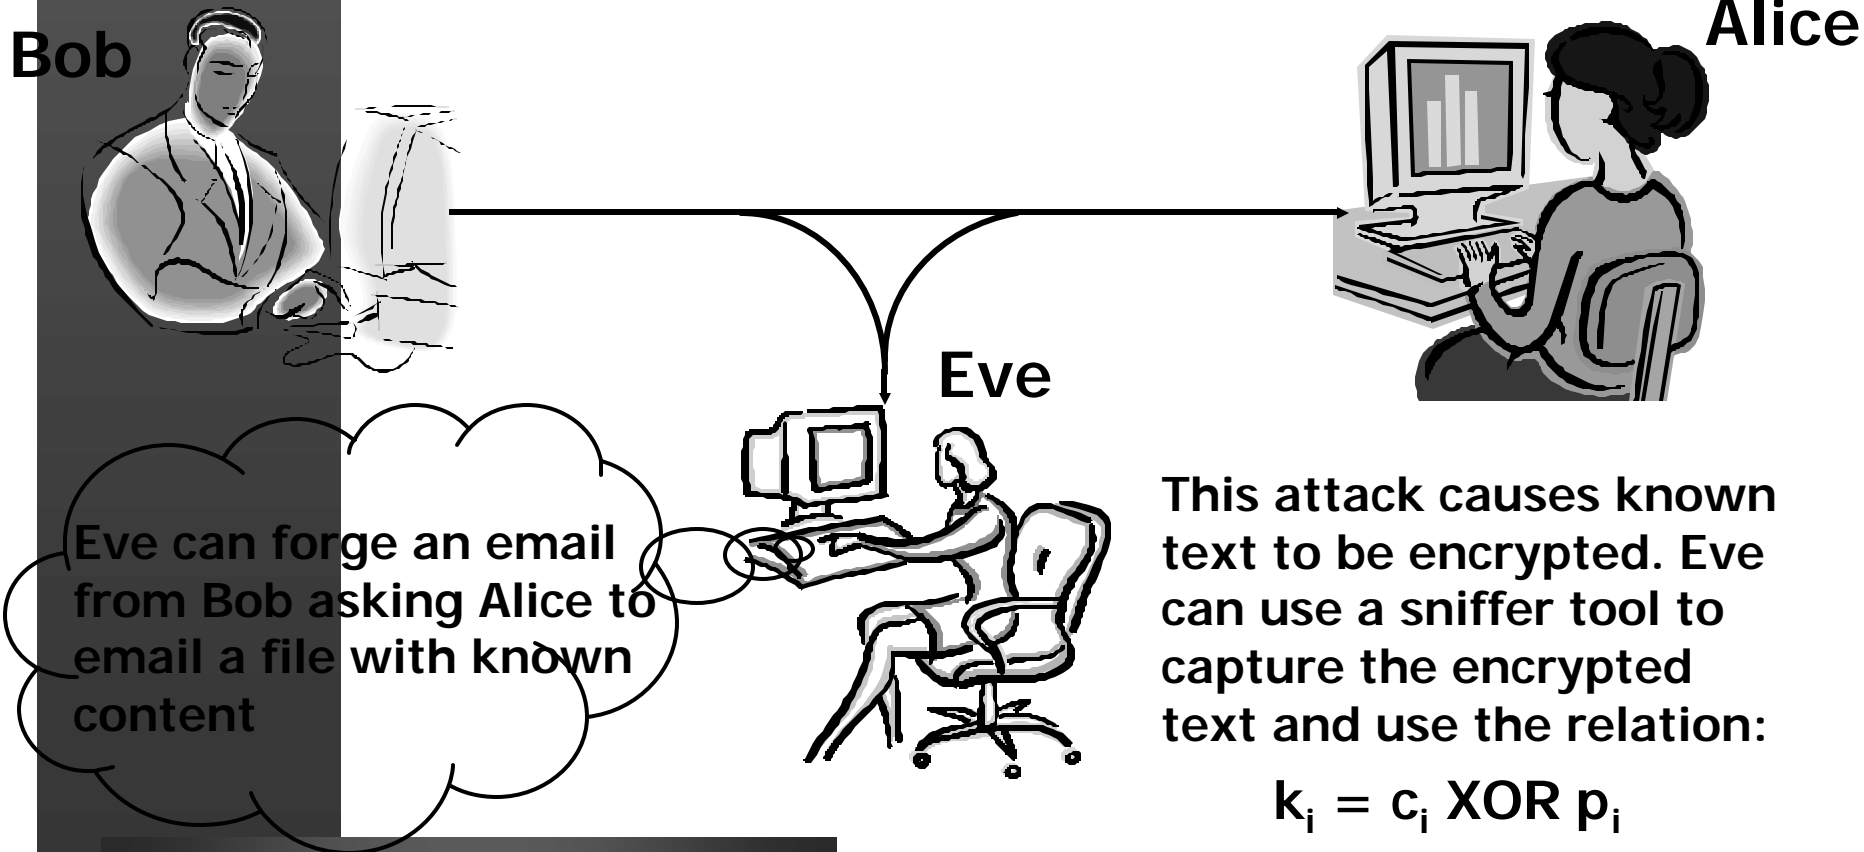 Bob
Alice
Eve
Eve can forge an email
from Bob asking Alice to
email a file with known
content
This attack causes known
text to be encrypted. Eve
can use a sniffer tool to
capture the encrypted
text and use the relation:
kᵢ = cᵢ XOR pᵢ